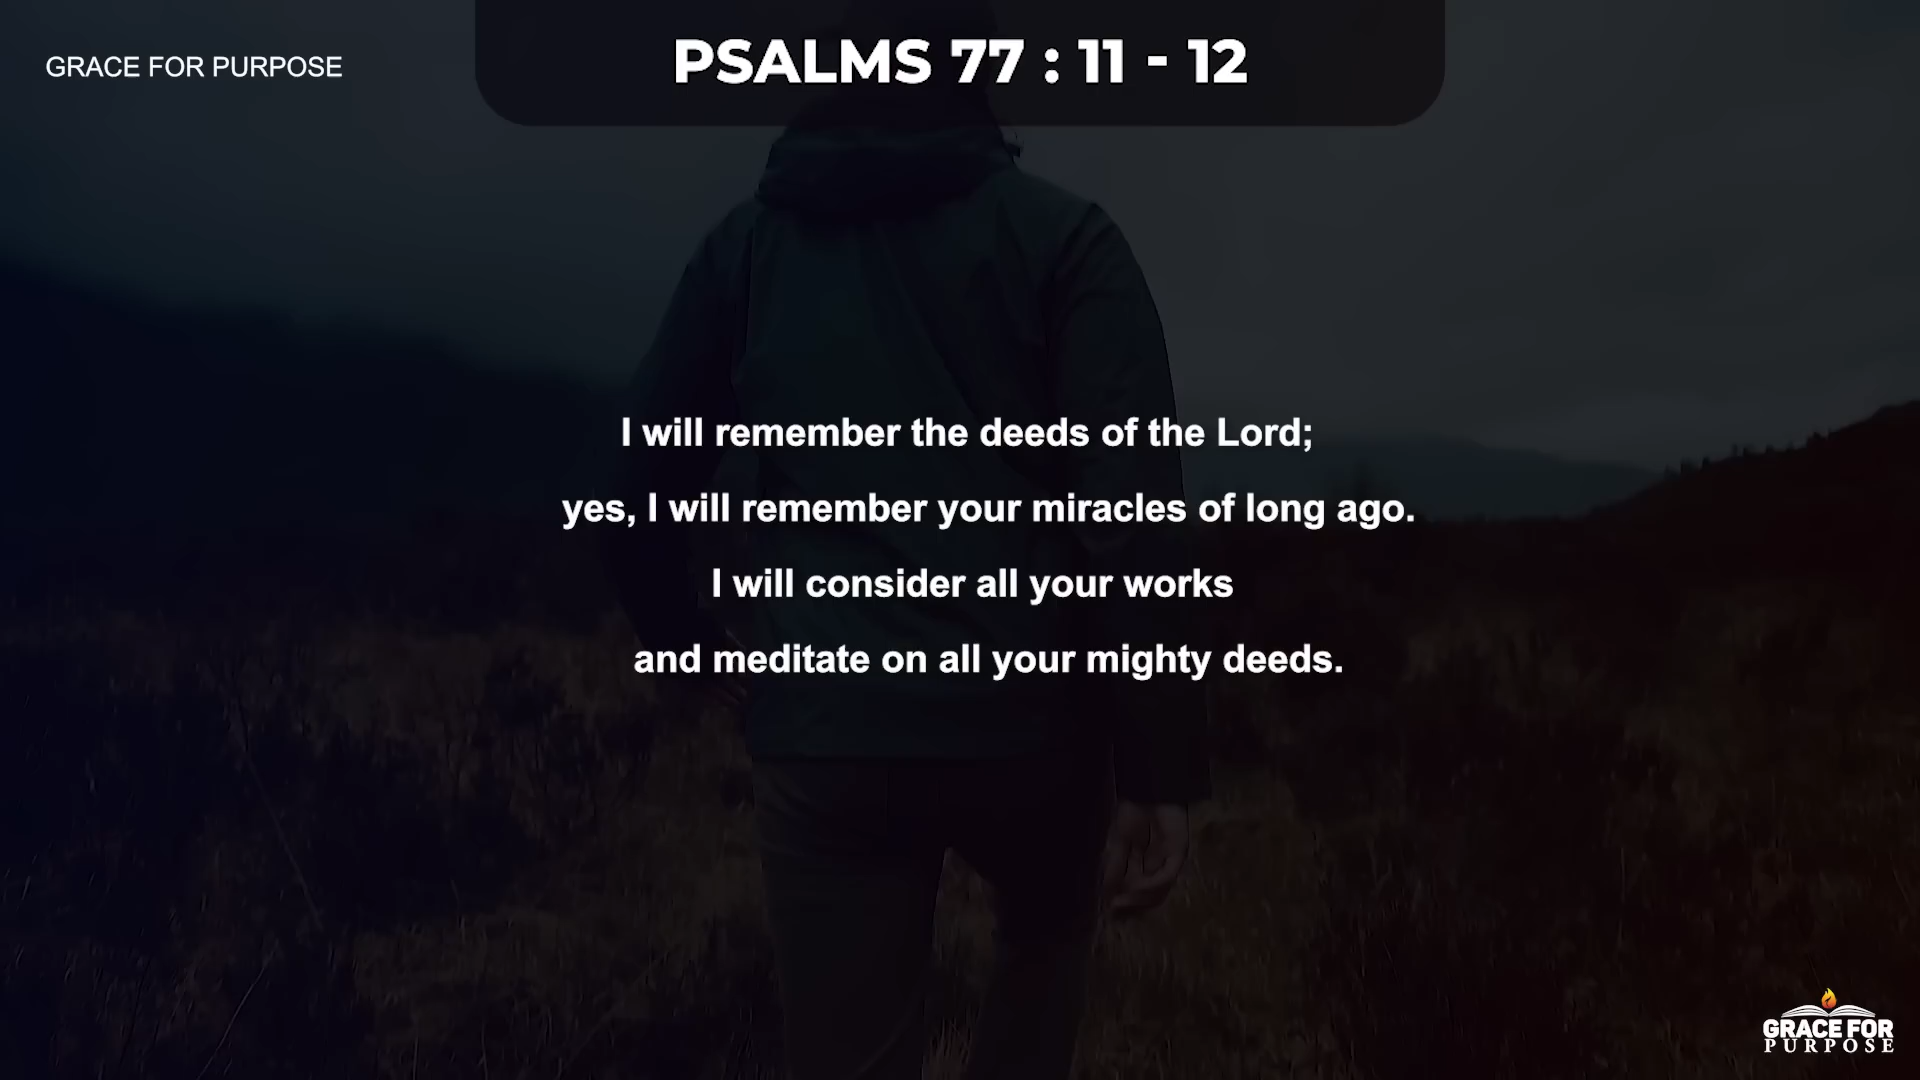 GRACE FOR PURPOSE
PSALMS 77 : 11 - 12
I will remember the deeds of the Lord;
yes, I will remember your miracles of long ago.
I will consider all your works
and meditate on all your mighty deeds.
GRACE FOR
PURPOSE